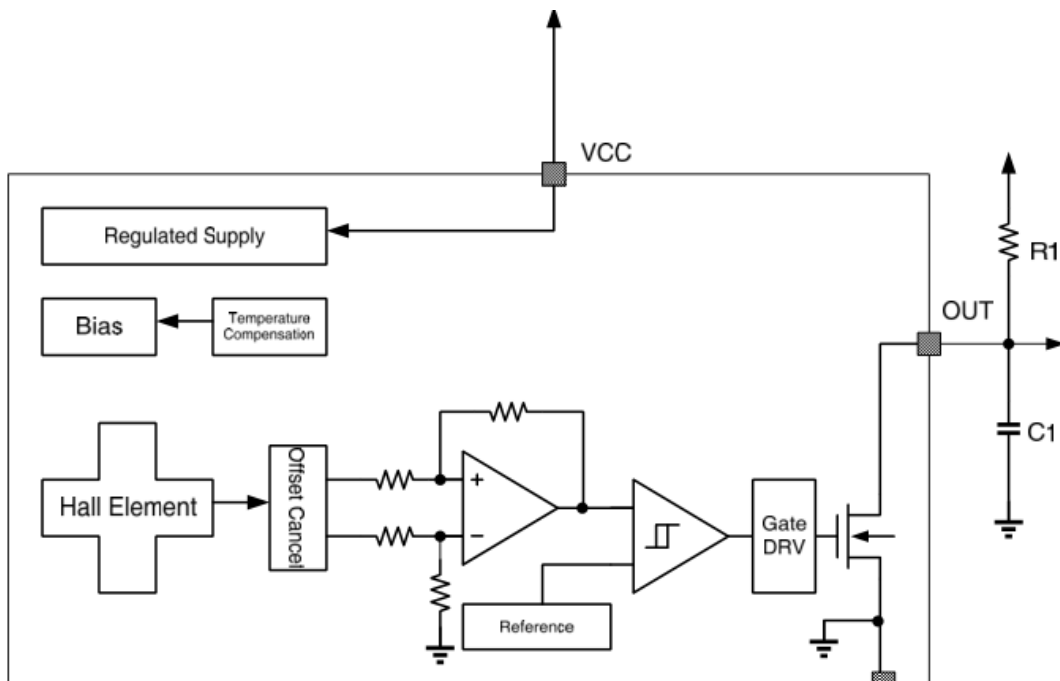 VCC
Regulated Supply
R1
Bias
Temperature
Compensation
OUT
C1
Hall Element
Offset Cancel
+
−
Gate
DRV
Reference